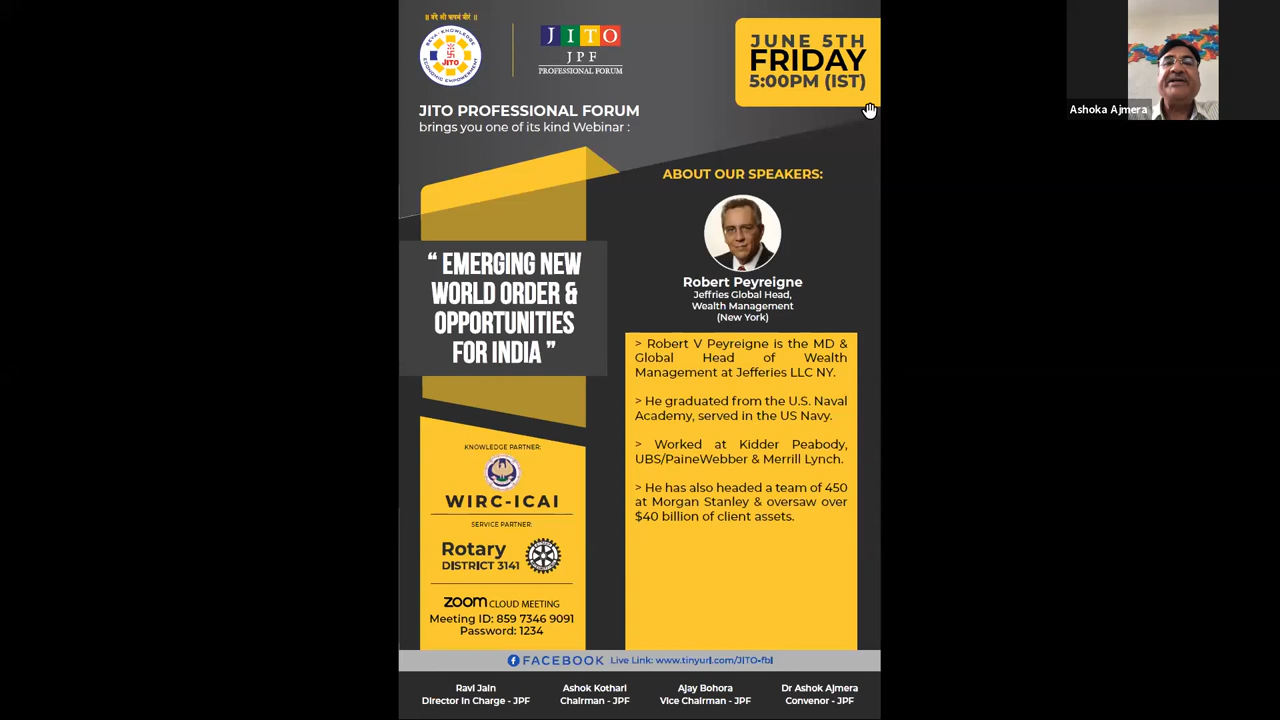 ॥ वंदे श्री चरमं वीरं ॥
JITO
SEVA • KNOWLEDGE
ECONOMIC EMPOWERMENT
JITO
JPF
PROFESSIONAL FORUM
JUNE 5TH
FRIDAY
5:00PM (IST)
Ashoka Ajmera
JITO PROFESSIONAL FORUM
brings you one of its kind Webinar :
“ EMERGING NEW
WORLD ORDER &
OPPORTUNITIES
FOR INDIA ”
ABOUT OUR SPEAKERS:
Robert Peyreigne
Jeffries Global Head,
Wealth Management
(New York)
> Robert V Peyreigne is the MD &
Global Head of Wealth
Management at Jefferies LLC NY.
> He graduated from the U.S. Naval
Academy, served in the US Navy.
> Worked at Kidder Peabody,
UBS/PaineWebber & Merrill Lynch.
> He has also headed a team of 450
at Morgan Stanley & oversaw over
$40 billion of client assets.
KNOWLEDGE PARTNER:
WIRC-ICAI
SERVICE PARTNER:
Rotary
DISTRICT 3141
zoom CLOUD MEETING
Meeting ID: 859 7346 9091
Password: 1234
FACEBOOK Live Link: www.tinyurl.com/JITO-fb1
Ravi Jain
Director In Charge - JPF
Ashok Kothari
Chairman - JPF
Ajay Bohora
Vice Chairman - JPF
Dr Ashok Ajmera
Convenor - JPF